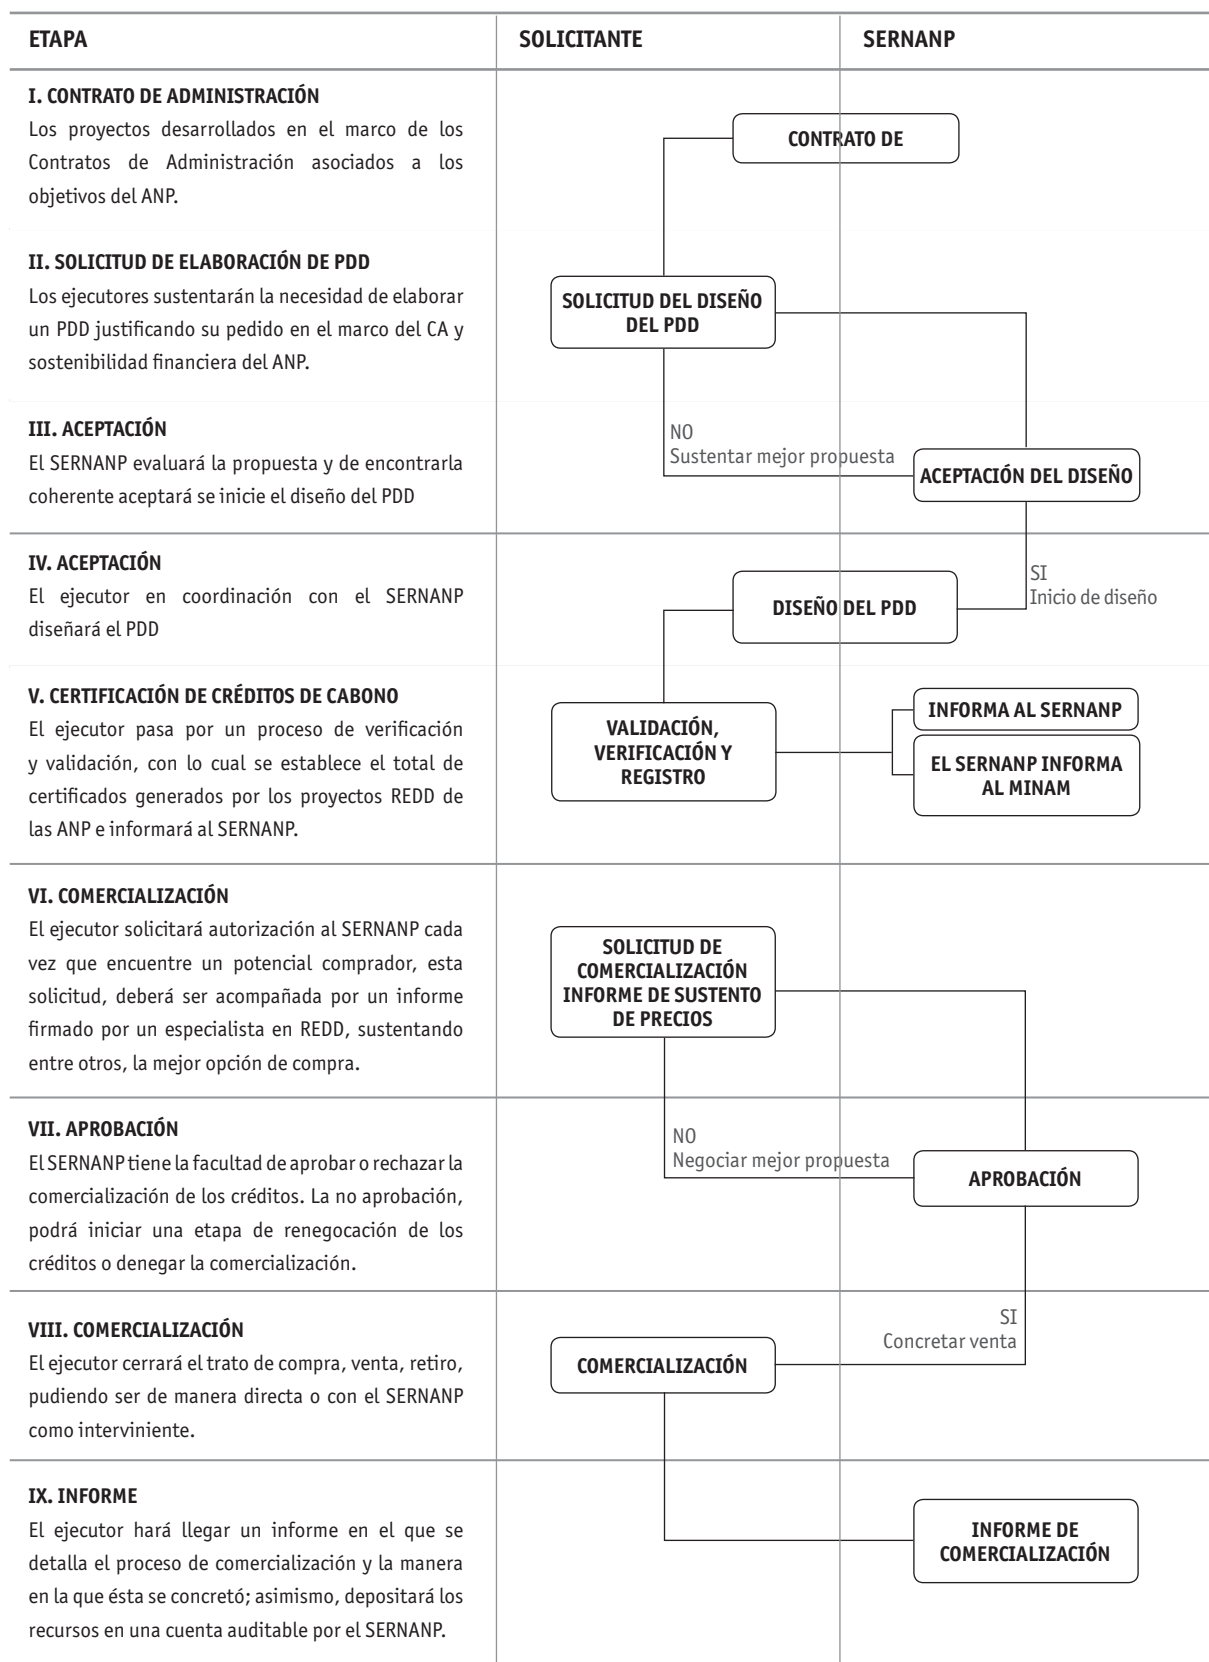 ETAPA
SOLICITANTE
SERNANP
I. CONTRATO DE ADMINISTRACIÓN
Los proyectos desarrollados en el marco de los
Contratos de Administración asociados a los
objetivos del ANP.
CONTRATO DE
II. SOLICITUD DE ELABORACIÓN DE PDD
Los ejecutores sustentarán la necesidad de elaborar
un PDD justificando su pedido en el marco del CA y
sostenibilidad financiera del ANP.
SOLICITUD DEL DISEÑO
DEL PDD
III. ACEPTACIÓN
El SERNANP evaluará la propuesta y de encontrarla
coherente aceptará se inicie el diseño del PDD
NO
Sustentar mejor propuesta
ACEPTACIÓN DEL DISEÑO
IV. ACEPTACIÓN
El ejecutor en coordinación con el SERNANP
diseñará el PDD
DISEÑO DEL PDD
SI
Inicio de diseño
V. CERTIFICACIÓN DE CRÉDITOS DE CABONO
El ejecutor pasa por un proceso de verificación
y validación, con lo cual se establece el total de
certificados generados por los proyectos REDD de
las ANP e informará al SERNANP.
VALIDACIÓN,
VERIFICACIÓN Y
REGISTRO
INFORMA AL SERNANP
EL SERNANP INFORMA
AL MINAM
VI. COMERCIALIZACIÓN
El ejecutor solicitará autorización al SERNANP cada
vez que encuentre un potencial comprador, esta
solicitud, deberá ser acompañada por un informe
firmado por un especialista en REDD, sustentando
entre otros, la mejor opción de compra.
SOLICITUD DE
COMERCIALIZACIÓN
INFORME DE SUSTENTO
DE PRECIOS
VII. APROBACIÓN
El SERNANP tiene la facultad de aprobar o rechazar la
comercialización de los créditos. La no aprobación,
podrá iniciar una etapa de renegocación de los
créditos o denegar la comercialización.
NO
Negociar mejor propuesta
APROBACIÓN
VIII. COMERCIALIZACIÓN
El ejecutor cerrará el trato de compra, venta, retiro,
pudiendo ser de manera directa o con el SERNANP
como interviniente.
COMERCIALIZACIÓN
SI
Concretar venta
IX. INFORME
El ejecutor hará llegar un informe en el que se
detalla el proceso de comercialización y la manera
en la que ésta se concretó; asimismo, depositará los
recursos en una cuenta auditable por el SERNANP.
INFORME DE
COMERCIALIZACIÓN